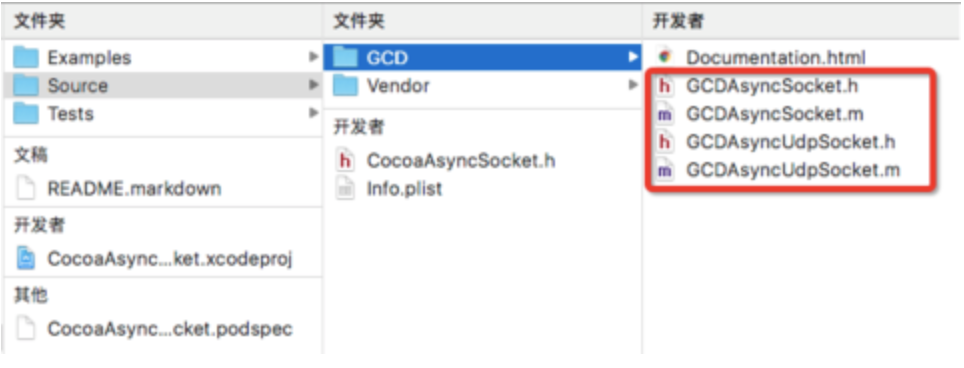 文件夹
Examples
Source
Tests
文稿
README.markdown
开发者
CocoaAsync...ket.xcodeproj
其他
CocoaAsync...cket.podspec
文件夹
GCD
Vendor
开发者
CocoaAsyncSocket.h
Info.plist
开发者
Documentation.html
GCDAsyncSocket.h
GCDAsyncSocket.m
GCDAsyncUdpSocket.h
GCDAsyncUdpSocket.m